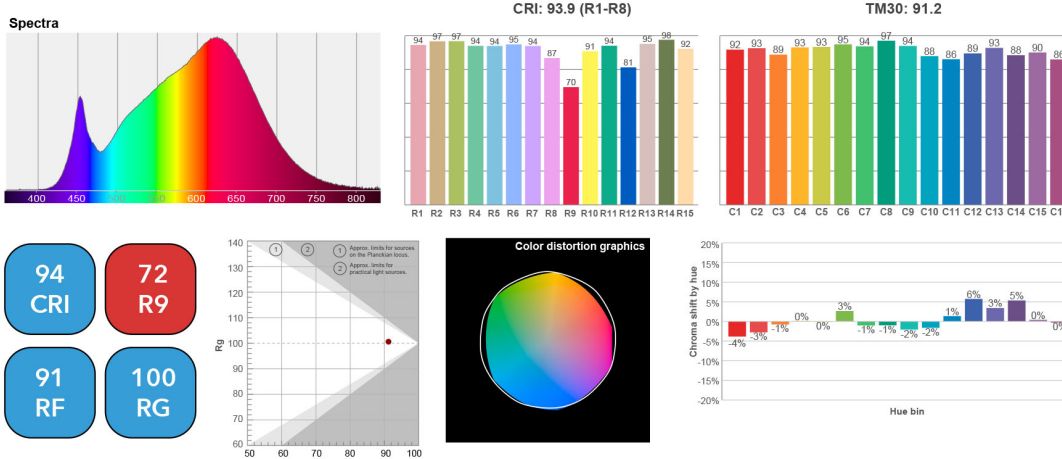 Spectra
400 450 500 550 600 650 700 750 800
CRI: 93.9 (R1-R8)
94 97 97 94 94 95 94 87 70 91 94 81 95 98 92
R1 R2 R3 R4 R5 R6 R7 R8 R9 R10 R11 R12 R13 R14 R15
TM30: 91.2
92 93 89 93 93 95 94 97 94 88 86 89 93 88 90 86
C1 C2 C3 C4 C5 C6 C7 C8 C9 C10 C11 C12 C13 C14 C15 C1
94
CRI
72
R9
91
RF
100
RG
140
130
120
110
100
90
80
70
60
Rg
50 60 70 80 90 100
1 2
1 Approx. limits for sources
on the Planokian locus.
2 Approx. limits for
practical light sources.
Color distortion graphics
Chroma shift by hue
20%
15%
10%
5%
0%
-5%
-10%
-15%
-20%
-4% -3% -1% 0% 0% 3% -1% -1% -2% -2% 1% 6% 3% 5% 0% 0%
Hue bin